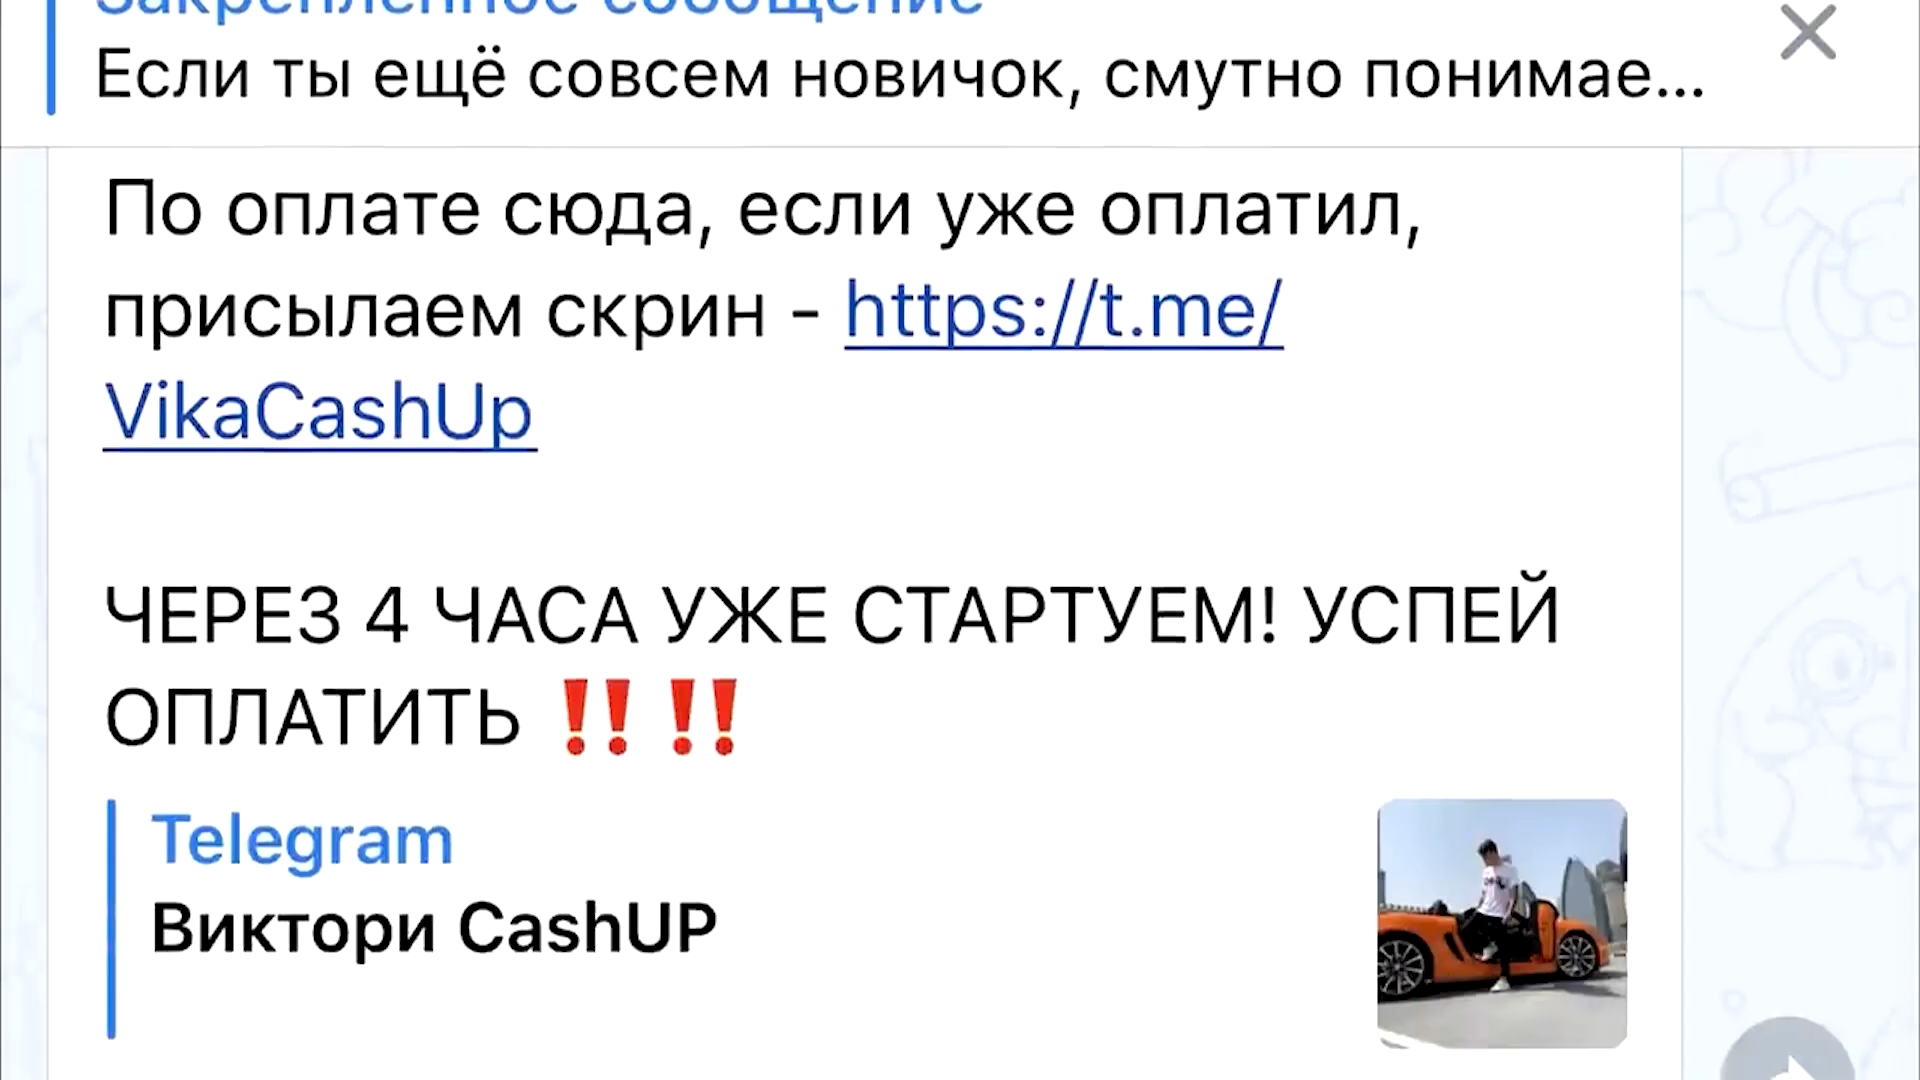 Закреплённое сообщение
Если ты ещё совсем новичок, смутно понимае...
По оплате сюда, если уже оплатил,
присылаем скрин - https://t.me/
VikaCashUp
ЧЕРЕЗ 4 ЧАСА УЖЕ СТАРТУЕМ! УСПЕЙ
ОПЛАТИТЬ ‼️ ‼️
Telegram
Виктори CashUP